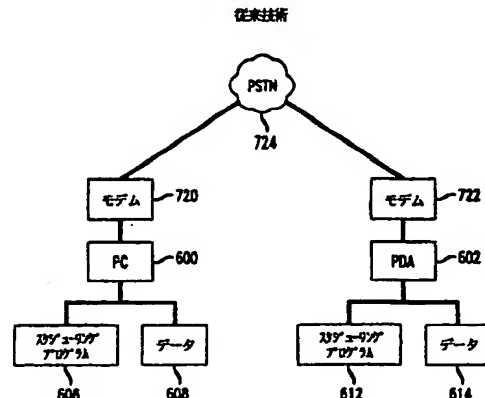 従来技術
PSTN
724
モデム
720
モデム
722
PC
600
PDA
602
スケジューリング
プログラム
データ
スケジューリング
プログラム
データ
606
608
612
614